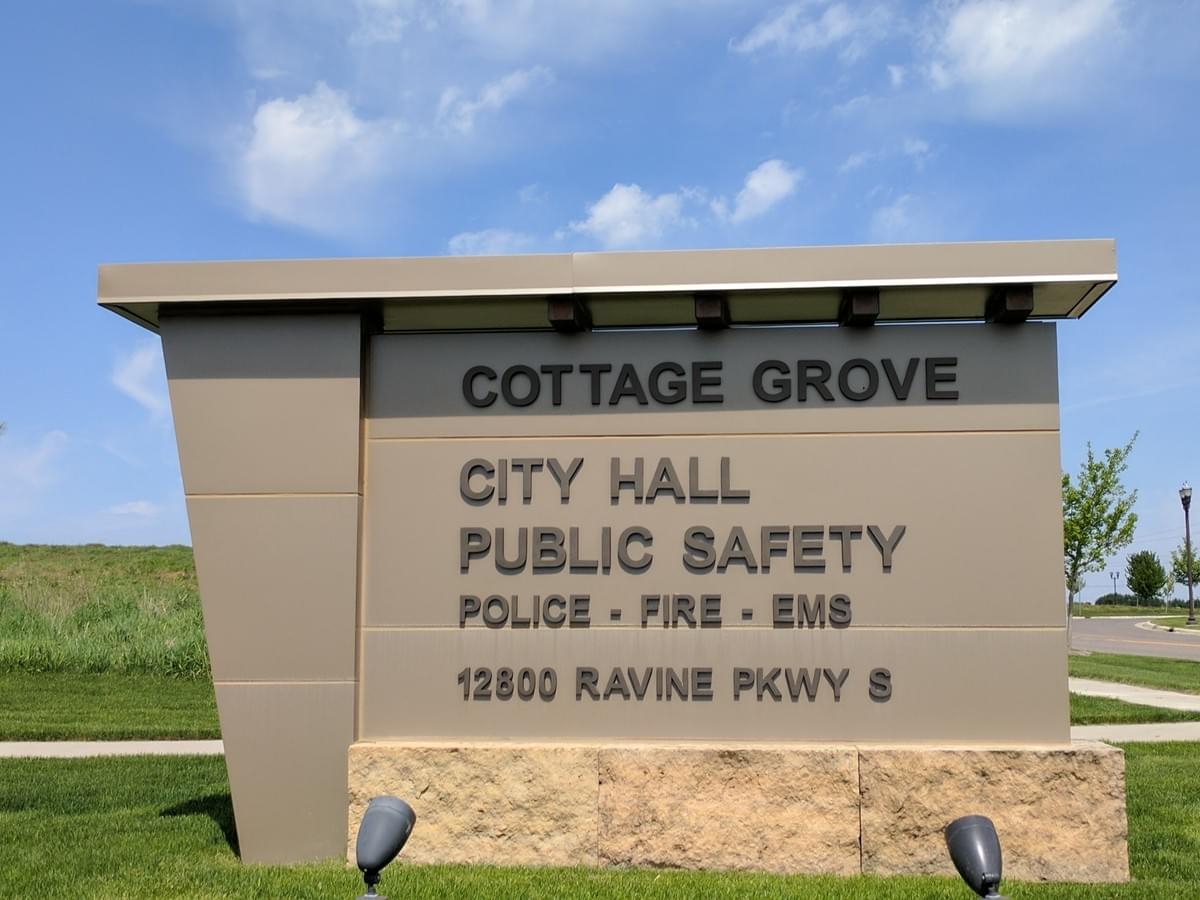 COTTAGE GROVE
CITY HALL
PUBLIC SAFETY
POLICE - FIRE - EMS
12800 RAVINE PKWY S